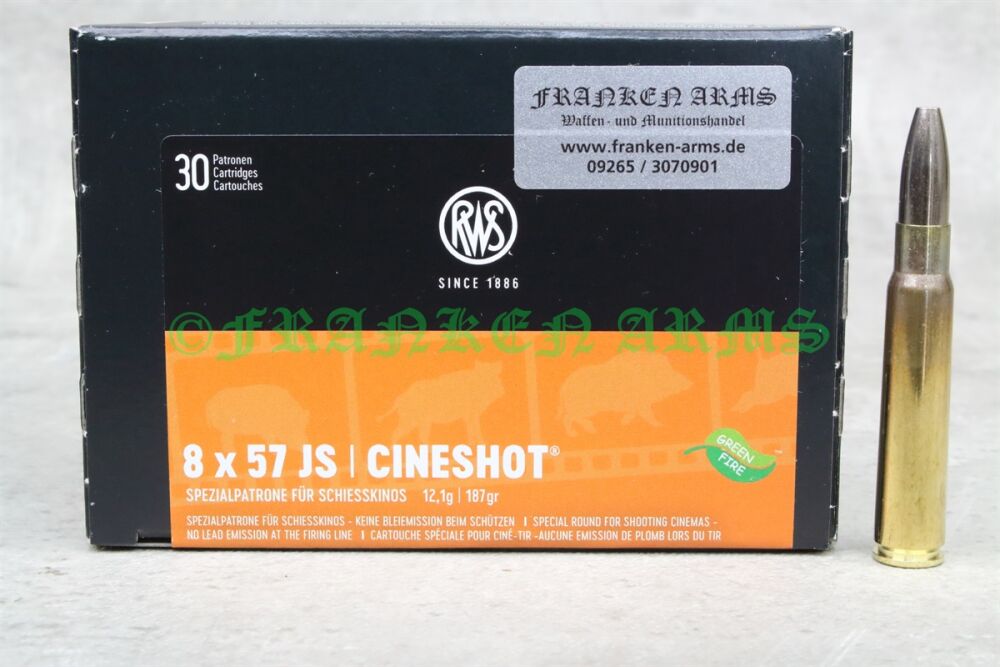 FRANKEN ARMS
Waffen- und Munitionshandel
www.franken-arms.de
09265 / 3070901
30 Patronen
Cartridges
Cartouches
RWS
SINCE 1886
©FRANKEN ARMS
8 x 57 JS | CINESHOT®
SPEZIALPATRONE FÜR SCHIESSKINOS 12,1g | 187gr
GREEN
FIRE
SPEZIALPATRONE FÜR SCHIESSKINOS - KEINE BLEIEMISSION BEIM SCHÜTZEN | SPECIAL ROUND FOR SHOOTING CINEMAS -
NO LEAD EMISSION AT THE FIRING LINE | CARTOUCHE SPÉCIALE POUR CINÉ-TIR -AUCUNE EMISSION DE PLOMB LORS DU TIR